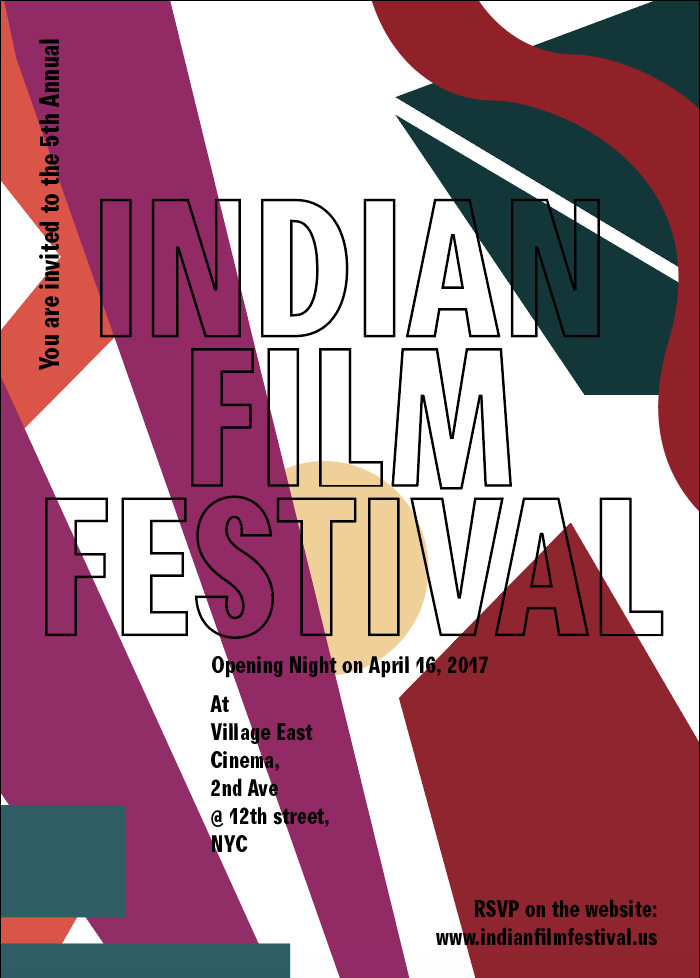 You are invited to the 5th Annual
INDIAN
FILM
FESTIVAL
Opening Night on April 16, 2017
At
Village East
Cinema,
2nd Ave
@ 12th street,
NYC
RSVP on the website:
www.indianfilmfestival.us